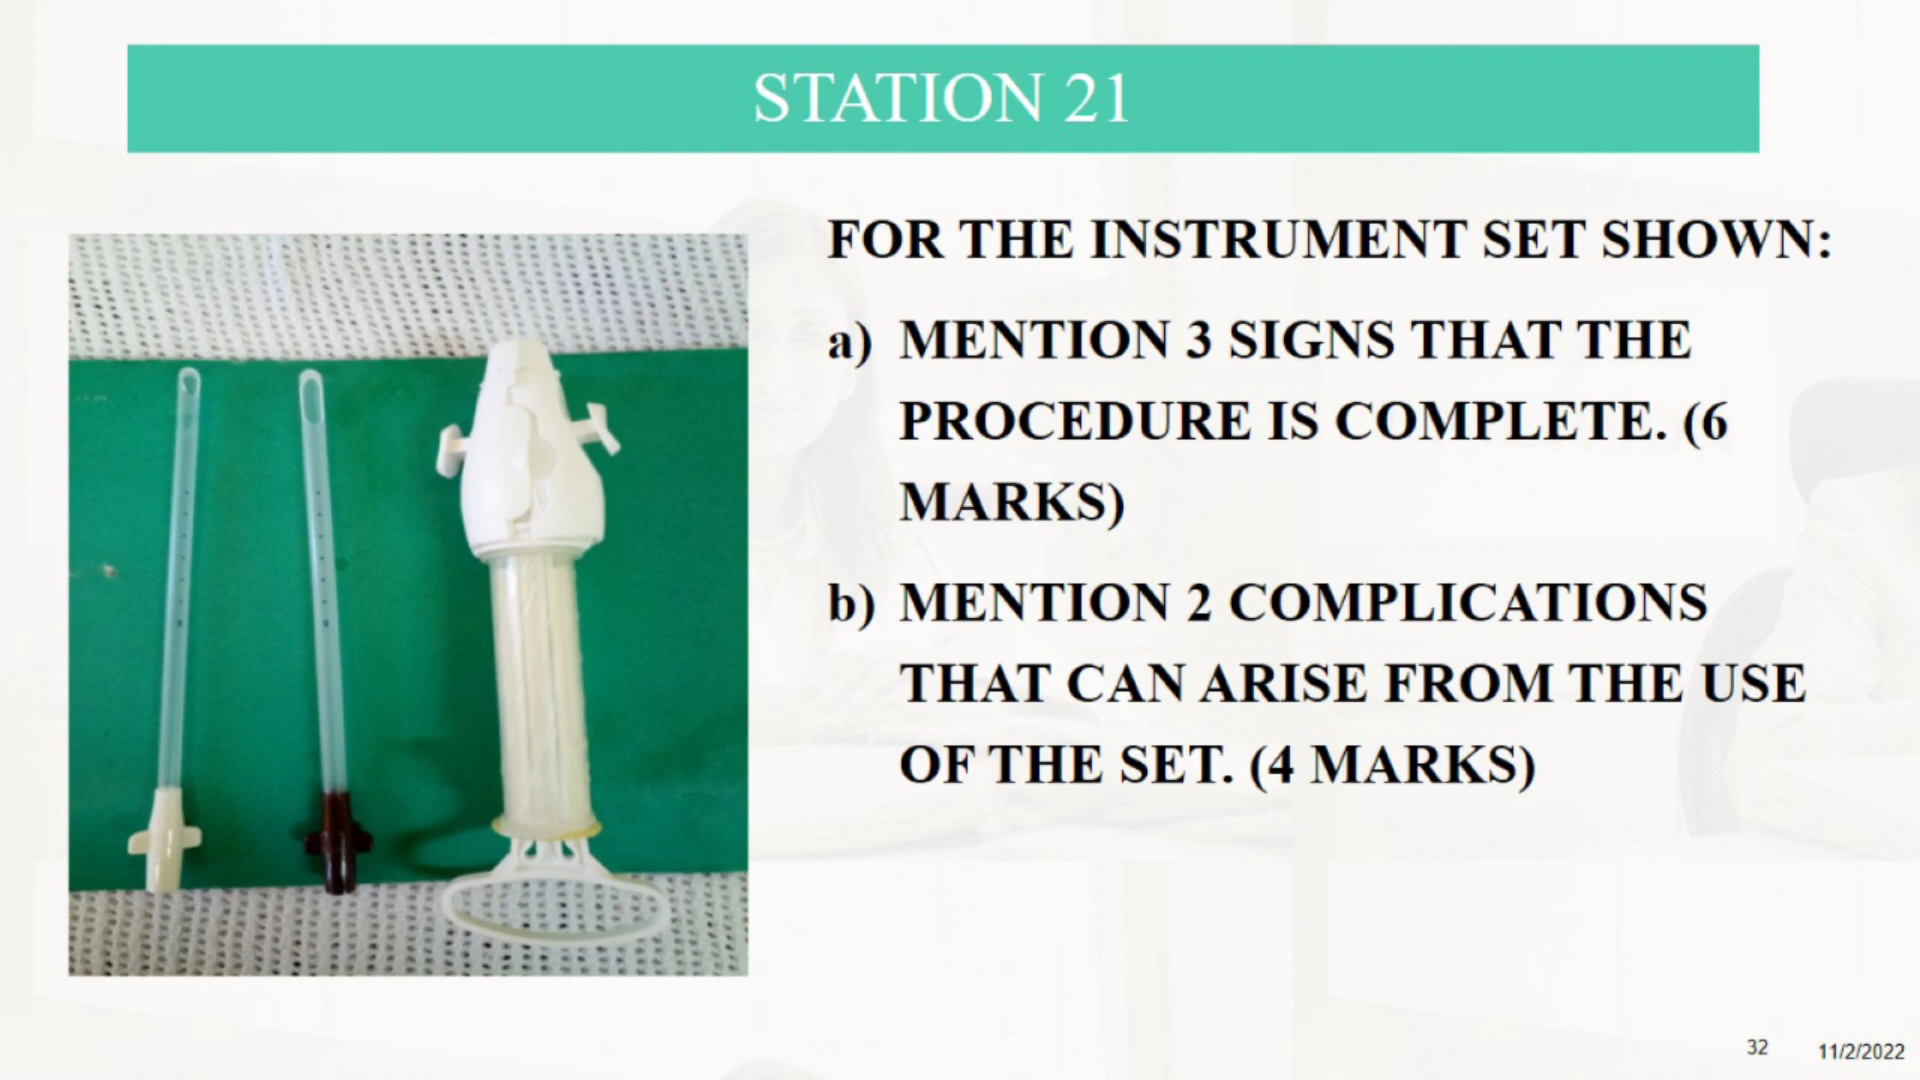 STATION 21
FOR THE INSTRUMENT SET SHOWN:
a) MENTION 3 SIGNS THAT THE
PROCEDURE IS COMPLETE. (6
MARKS)
b) MENTION 2 COMPLICATIONS
THAT CAN ARISE FROM THE USE
OF THE SET. (4 MARKS)
32
11/2/2022